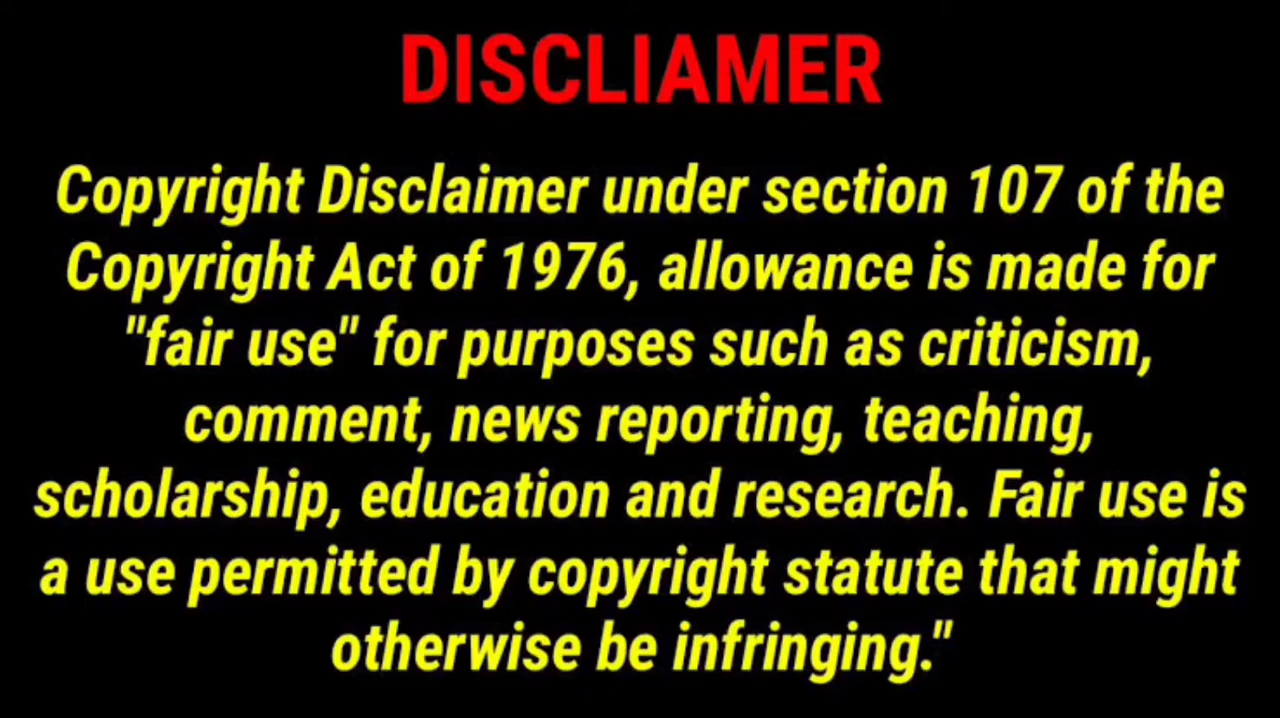 DISCLIAMER
Copyright Disclaimer under section 107 of the
Copyright Act of 1976, allowance is made for
"fair use" for purposes such as criticism,
comment, news reporting, teaching,
scholarship, education and research. Fair use is
a use permitted by copyright statute that might
otherwise be infringing."